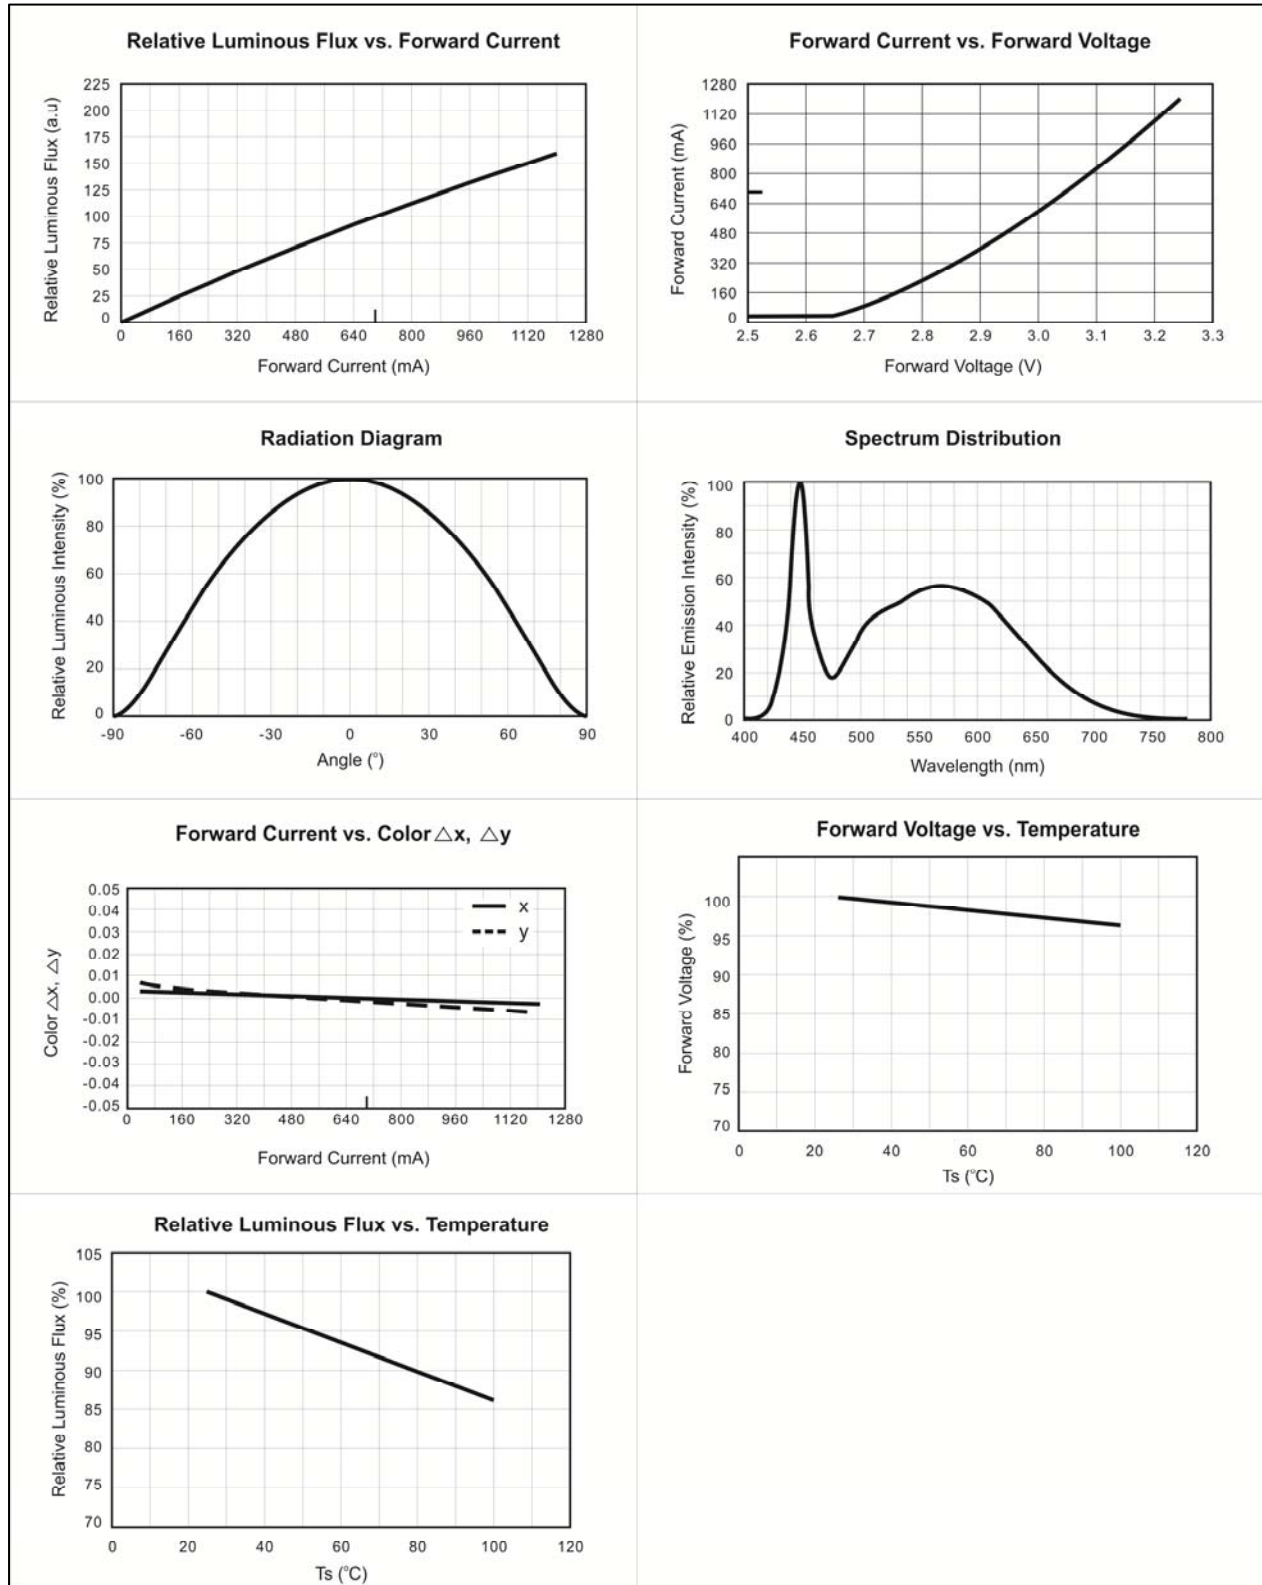 Relative Luminous Flux vs. Forward Current
Relative Luminous Flux (a.u)
225
200
175
150
125
100
75
50
25
0
0 160 320 480 640 800 960 1120 1280
Forward Current (mA)
Forward Current vs. Forward Voltage
Forward Current (mA)
1280
1120
960
800
640
480
320
160
0
2.5 2.6 2.7 2.8 2.9 3.0 3.1 3.2 3.3
Forward Voltage (V)
Radiation Diagram
Relative Luminous Intensity (%)
100
80
60
40
20
0
-90 -60 -30 0 30 60 90
Angle (°)
Spectrum Distribution
Relative Emission Intensity (%)
100
80
60
40
20
0
400 450 500 550 600 650 700 750 800
Wavelength (nm)
Forward Current vs. Color △x, △y
Color △x, △y
0.05
0.04
0.03
0.02
0.01
0.00
-0.01
-0.02
-0.03
-0.04
-0.05
x
y
0 160 320 480 640 800 960 1120 1280
Forward Current (mA)
Forward Voltage vs. Temperature
Forward Voltage (%)
100
95
90
85
80
75
70
0 20 40 60 80 100 120
Ts (°C)
Relative Luminous Flux vs. Temperature
Relative Luminous Flux (%)
105
100
95
90
85
80
75
70
0 20 40 60 80 100 120
Ts (°C)